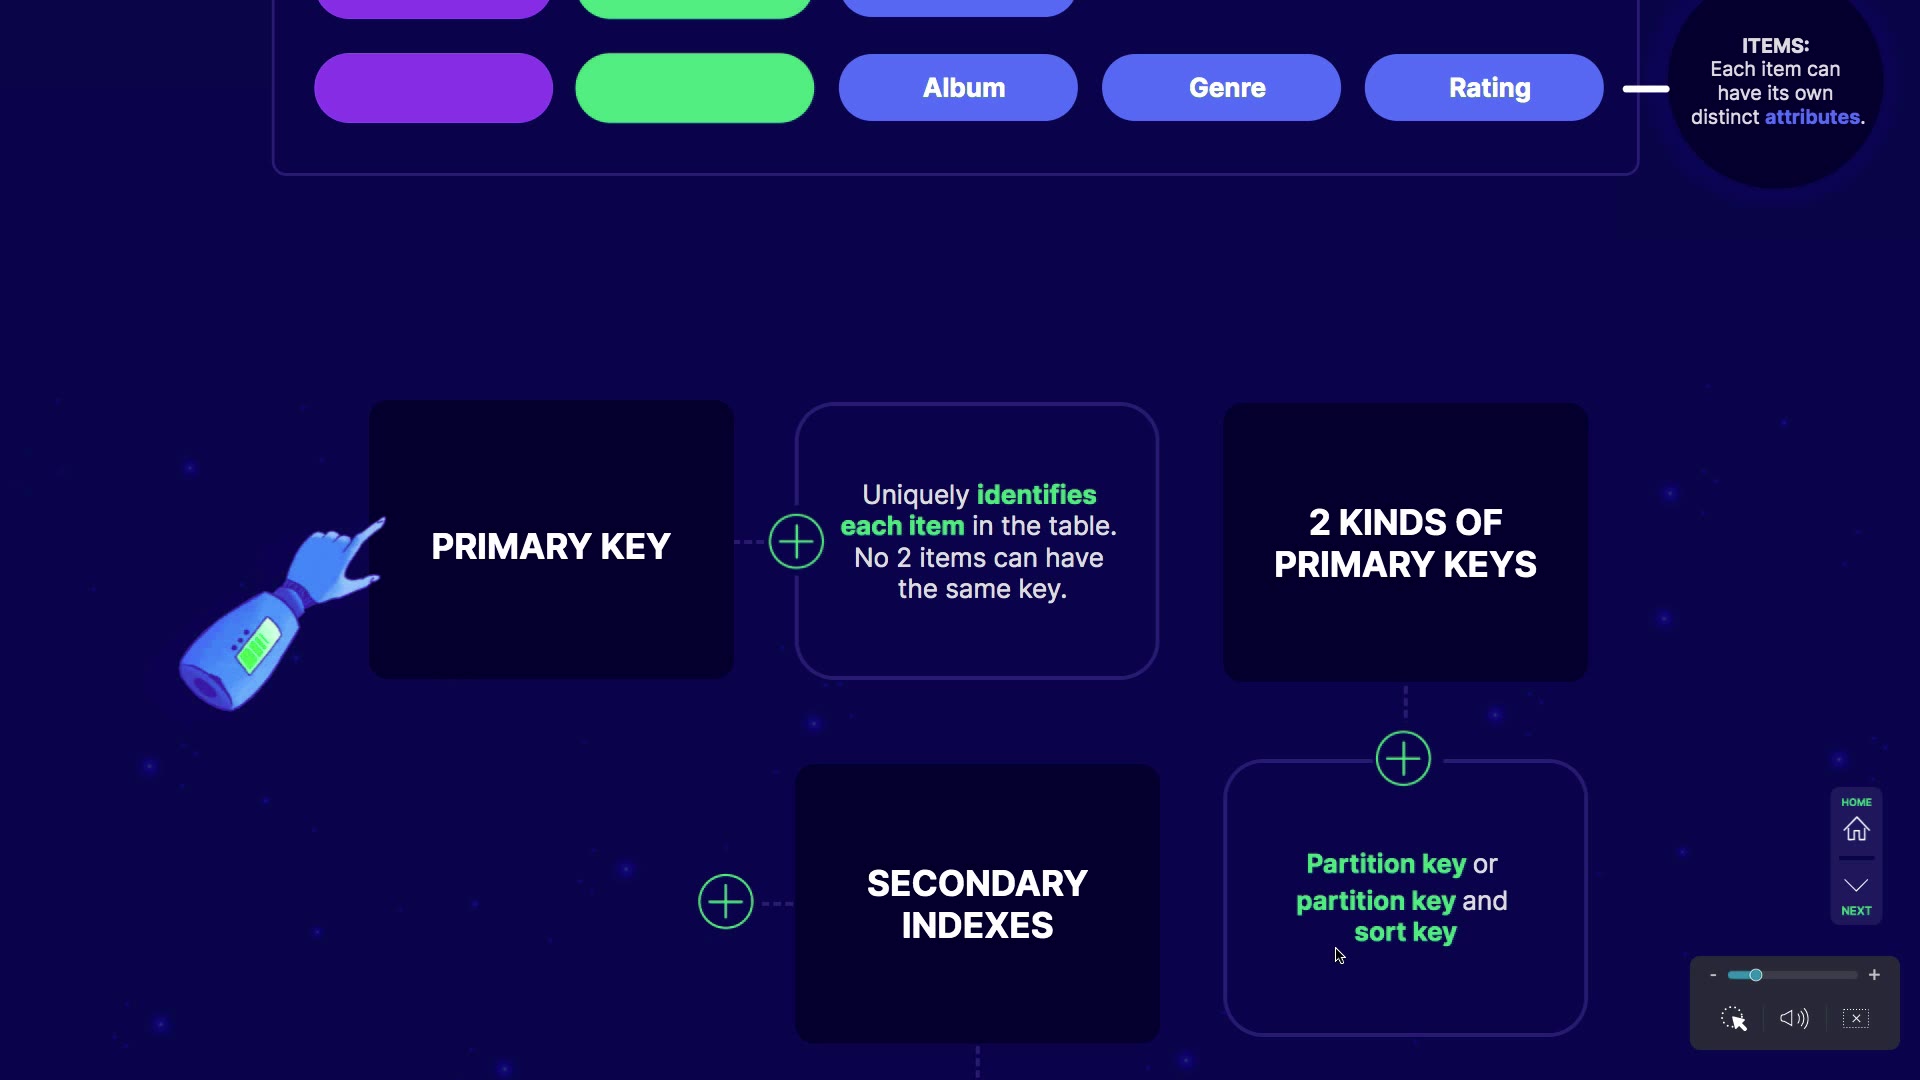 Album
Genre
Rating
ITEMS:
Each item can
have its own
distinct attributes.
PRIMARY KEY
Uniquely identifies
each item in the table.
No 2 items can have
the same key.
2 KINDS OF
PRIMARY KEYS
SECONDARY
INDEXES
Partition key or
partition key and
sort key
HOME
NEXT
- +